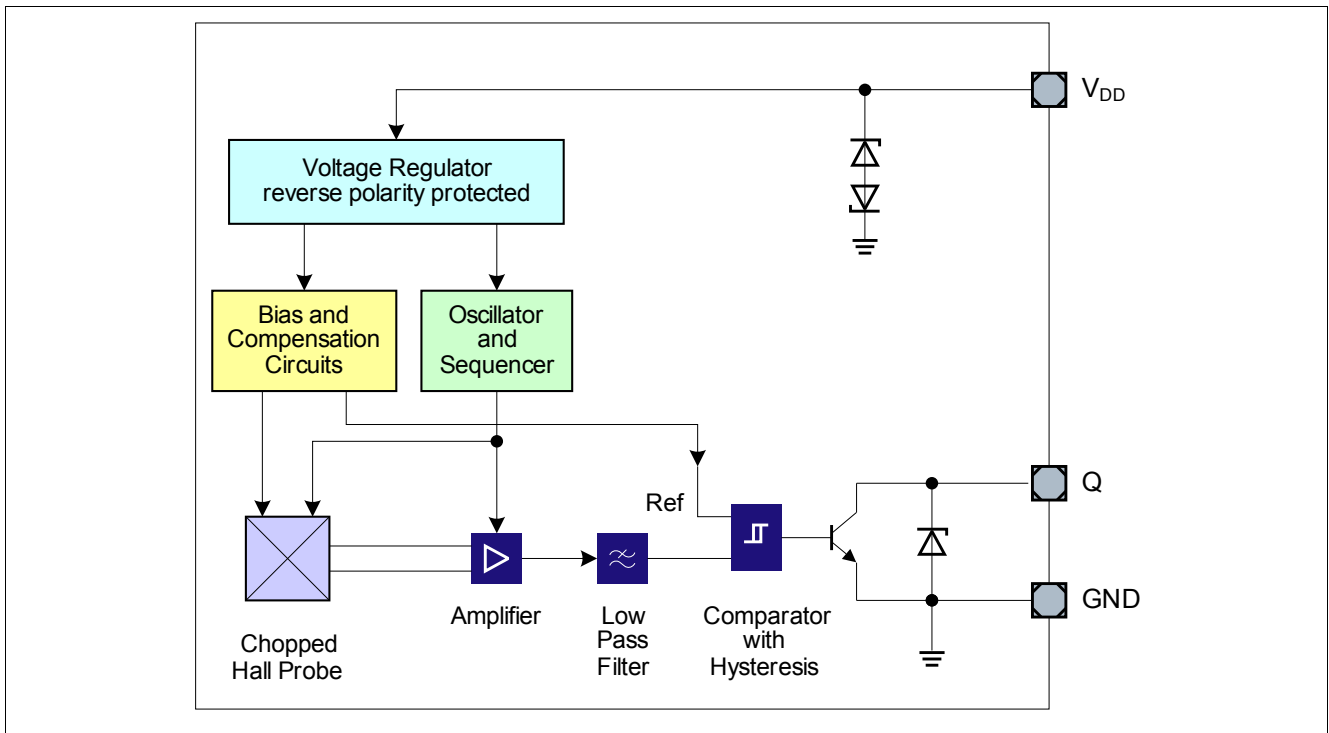 V_DD
Voltage Regulator
reverse polarity protected
Bias and
Compensation
Circuits
Oscillator
and
Sequencer
Ref
Q
GND
Amplifier
Low
Pass
Filter
Comparator
with
Hysteresis
Chopped
Hall Probe